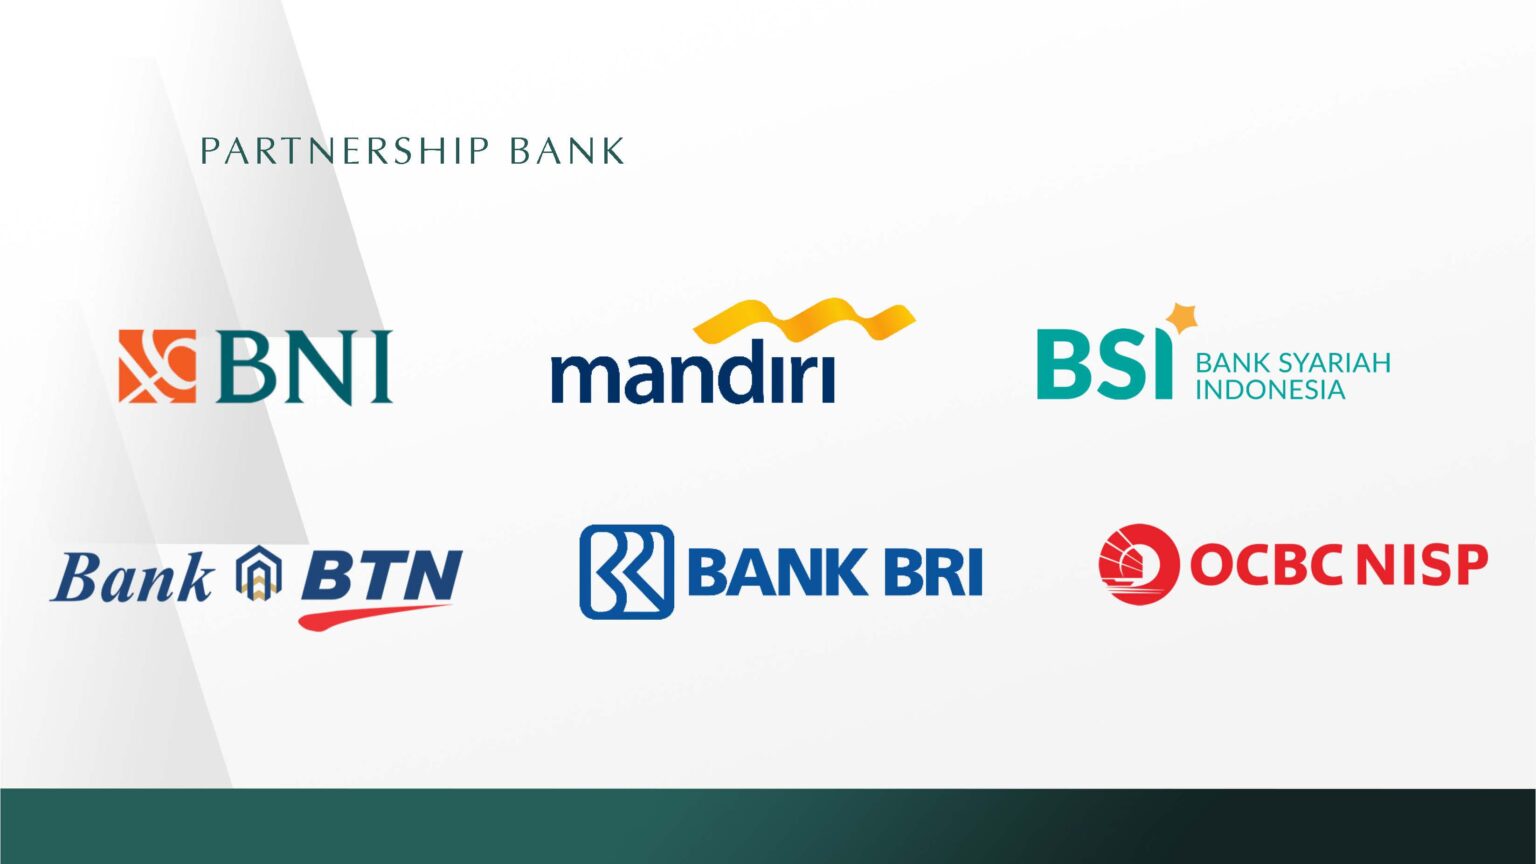 PARTNERSHIP BANK
BNI
mandiri
BSI BANK SYARIAH
INDONESIA
Bank BTN
BANK BRI
OCBC NISP